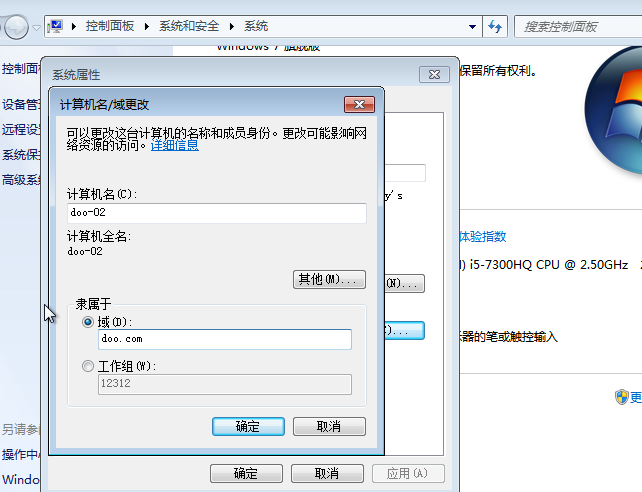 控制面板 ▸ 系统和安全 ▸ 系统
搜索控制面板
Windows 7 旗舰版
控制面
系统属性
保留所有权利。
计算机名/域更改
设备管
可以更改这台计算机的名称和成员身份。更改可能影响网
络资源的访问。详细信息
远程设
系统保
高级系
计算机名(C):
y's
doo-02
计算机全名:
体验指数
doo-02
) i5-7300HQ CPU @ 2.50GHz 2
其他(M)...
(N)...
隶属于
域(D):
)...
doo.com
器的笔或触控输入
工作组(W):
12312
更
另请参
确定
取消
操作中
确定
取消
应用(A)
Windo